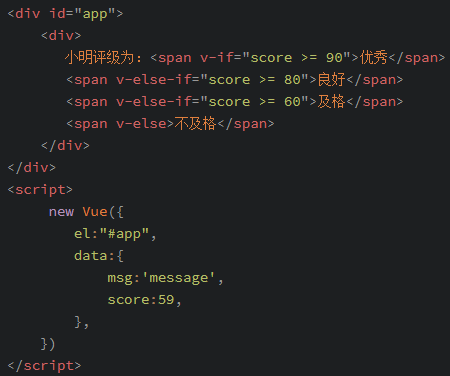 <div id="app">
    <div>
       小明评级为：<span v-if="score >= 90">优秀</span>
       <span v-else-if="score >= 80">良好</span>
       <span v-else-if="score >= 60">及格</span>
       <span v-else>不及格</span>
    </div>
</div>
<script>
     new Vue({
        el:"#app",
        data:{
            msg:'message',
            score:59,
        },
    })
</script>